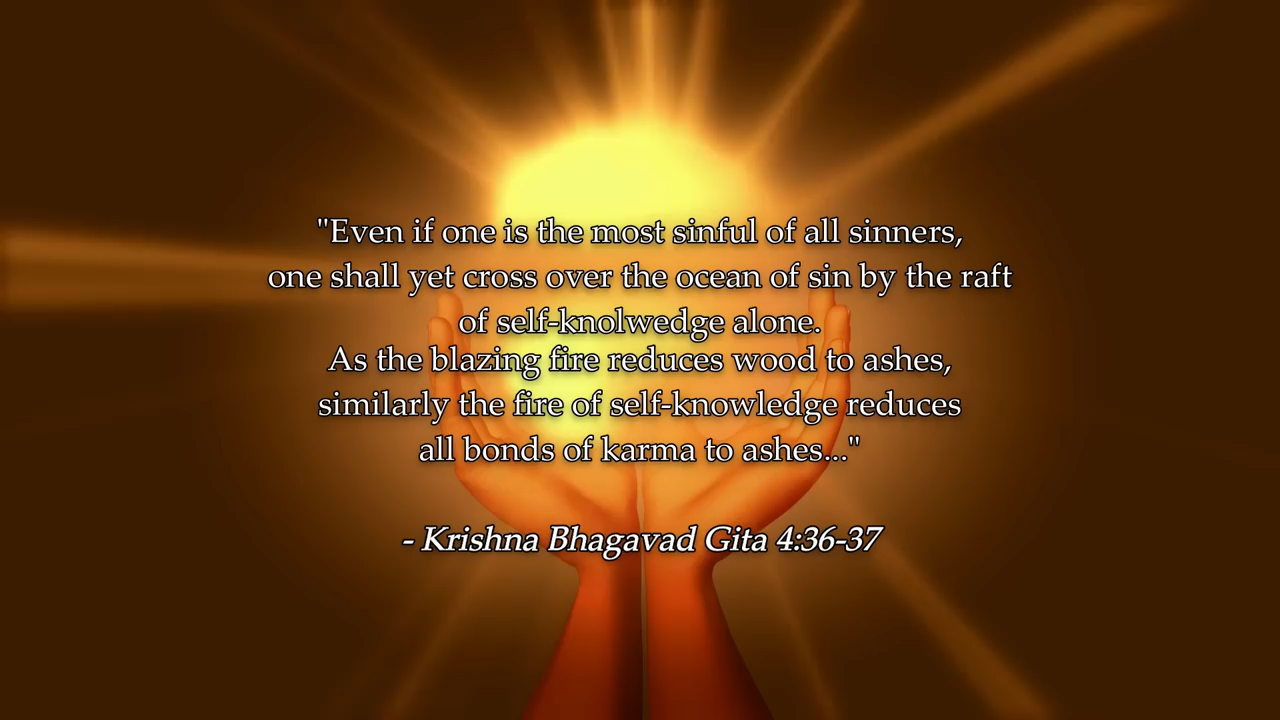 "Even if one is the most sinful of all sinners,
one shall yet cross over the ocean of sin by the raft
of self-knolwedge alone.
As the blazing fire reduces wood to ashes,
similarly the fire of self-knowledge reduces
all bonds of karma to ashes..."
- Krishna Bhagavad Gita 4:36-37